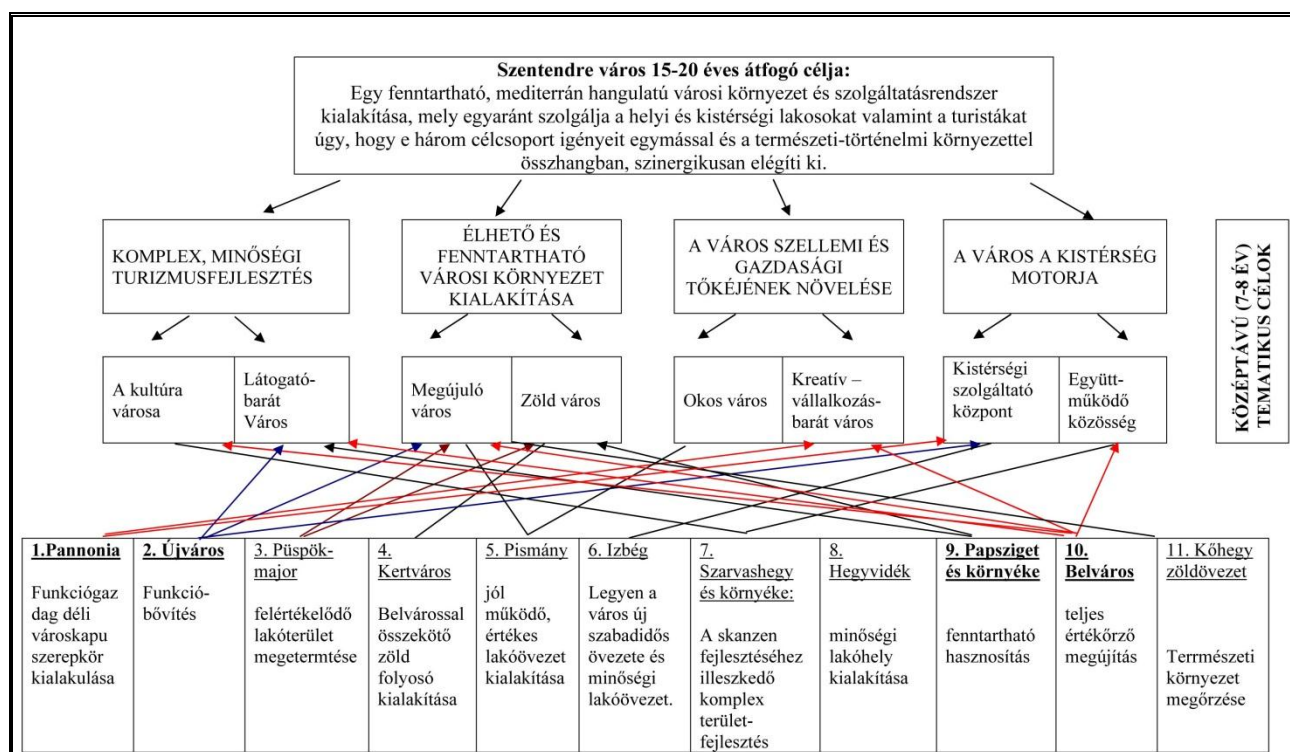 Szentendre város 15-20 éves átfogó célja:
Egy fenntartható, mediterrán hangulatú városi környezet és szolgáltatásrendszer
kialakítása, mely egyaránt szolgálja a helyi és kistérségi lakosokat valamint a turistákat
úgy, hogy e három célcsoport igényeit egymással és a természeti-történelmi környezettel
összhangban, szinergikusan elégíti ki.
KOMPLEX, MINŐSÉGI
TURIZMUSFEJLESZTÉS
ÉLHETŐ ÉS
FENNTARTHATÓ
VÁROSI KÖRNYEZET
KIALAKÍTÁSA
A VÁROS SZELLEMI ÉS
GAZDASÁGI
TŐKÉJÉNEK NÖVELÉSE
A VÁROS A KISTÉRSÉG
MOTORJA
KÖZÉPTÁVÚ (7-8 ÉV)
TEMATIKUS CÉLOK
A kultúra
városa
Látogató-
barát
Város
Megújuló
város
Zöld város
Okos város
Kreatív –
vállalkozás-
barát város
Kistérségi
szolgáltató
központ
Együtt-
működő
közösség
1.Pannonia
Funkciógaz
dag déli
városkapu
szerepkör
kialakulása
2. Újváros
Funkció-
bővítés
3. Püspök-
major
felértékelődő
lakóterület
megetermtése
4.
Kertváros
Belvárossal
összekötő
zöld
folyosó
kialakítása
5. Pismány
jól
működő,
értékes
lakóövezet
kialakítása
6. Izbég
Legyen a
város új
szabadidős
övezete és
minőségi
lakóövezet.
7.
Szarvashegy
és környéke:
A skanzen
fejlesztéséhez
illeszkedő
komplex
terület-
fejlesztés
8.
Hegyvidék
minőségi
lakóhely
kialakítása
9. Papsziget
és környéke
fenntartható
hasznosítás
10.
Belváros
teljes
értékőrző
megújítás
11. Kőhegy
zöldövezet
Terrmészeti
környezet
megőrzése